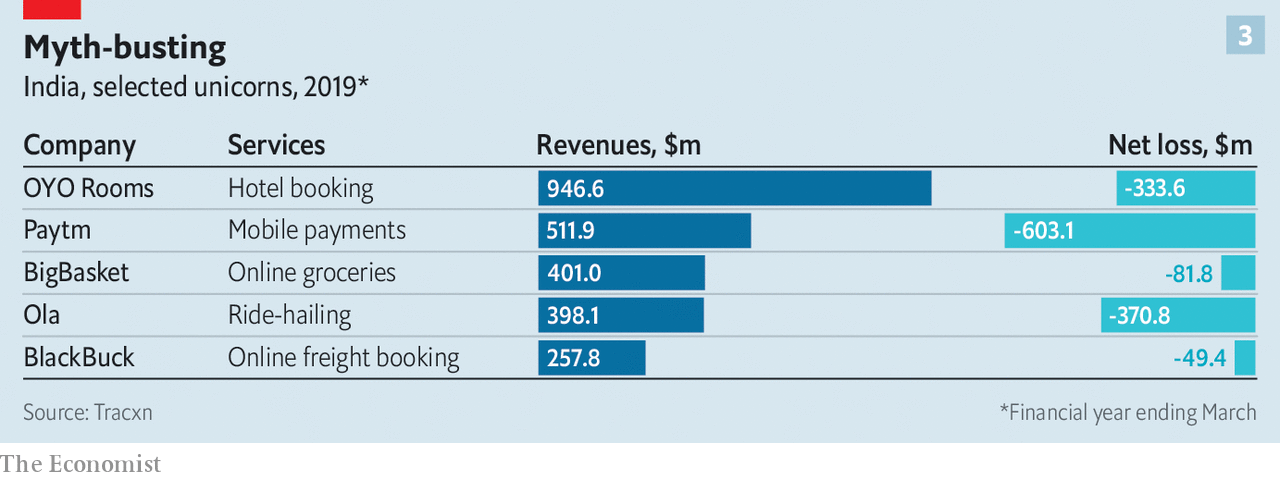 3
Myth-busting
India, selected unicorns, 2019*
Company Services Revenues, $m Net loss, $m
OYO Rooms Hotel booking 946.6 -333.6
Paytm Mobile payments 511.9 -603.1
BigBasket Online groceries 401.0 -81.8
Ola Ride-hailing 398.1 -370.8
BlackBuck Online freight booking 257.8 -49.4
Source: Tracxn *Financial year ending March
The Economist